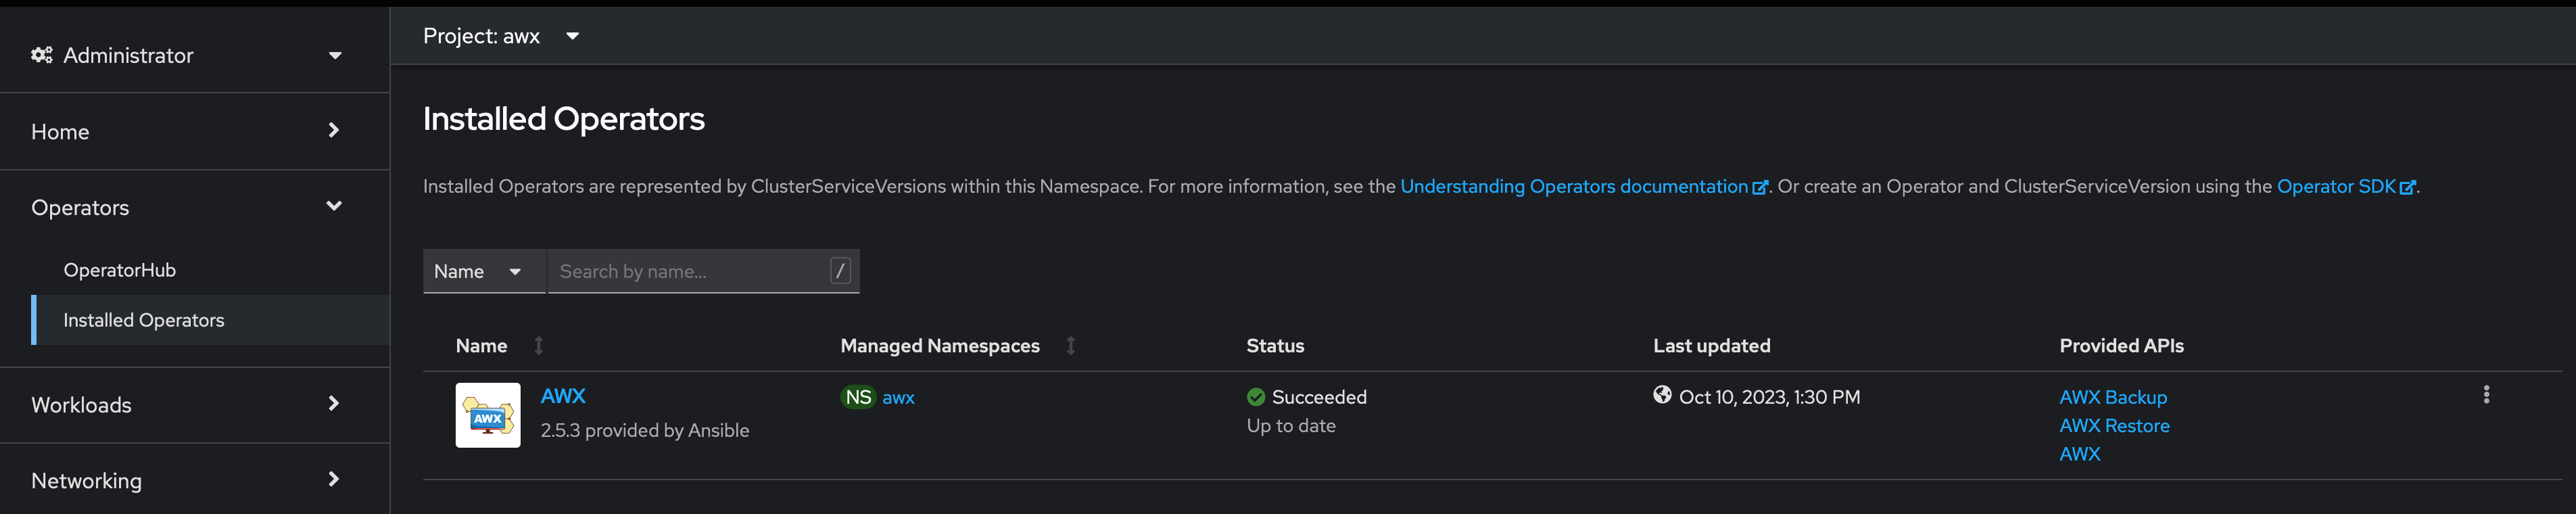 Administrator
Home
Operators
OperatorHub
Installed Operators
Workloads
Networking
Project: awx
Installed Operators
Installed Operators are represented by ClusterServiceVersions within this Namespace. For more information, see the Understanding Operators documentation. Or create an Operator and ClusterServiceVersion using the Operator SDK.
Name Search by name... /
Name Managed Namespaces Status Last updated Provided APIs
AWX AWX NS awx Succeeded Oct 10, 2023, 1:30 PM AWX Backup
2.5.3 provided by Ansible Up to date AWX Restore
AWX